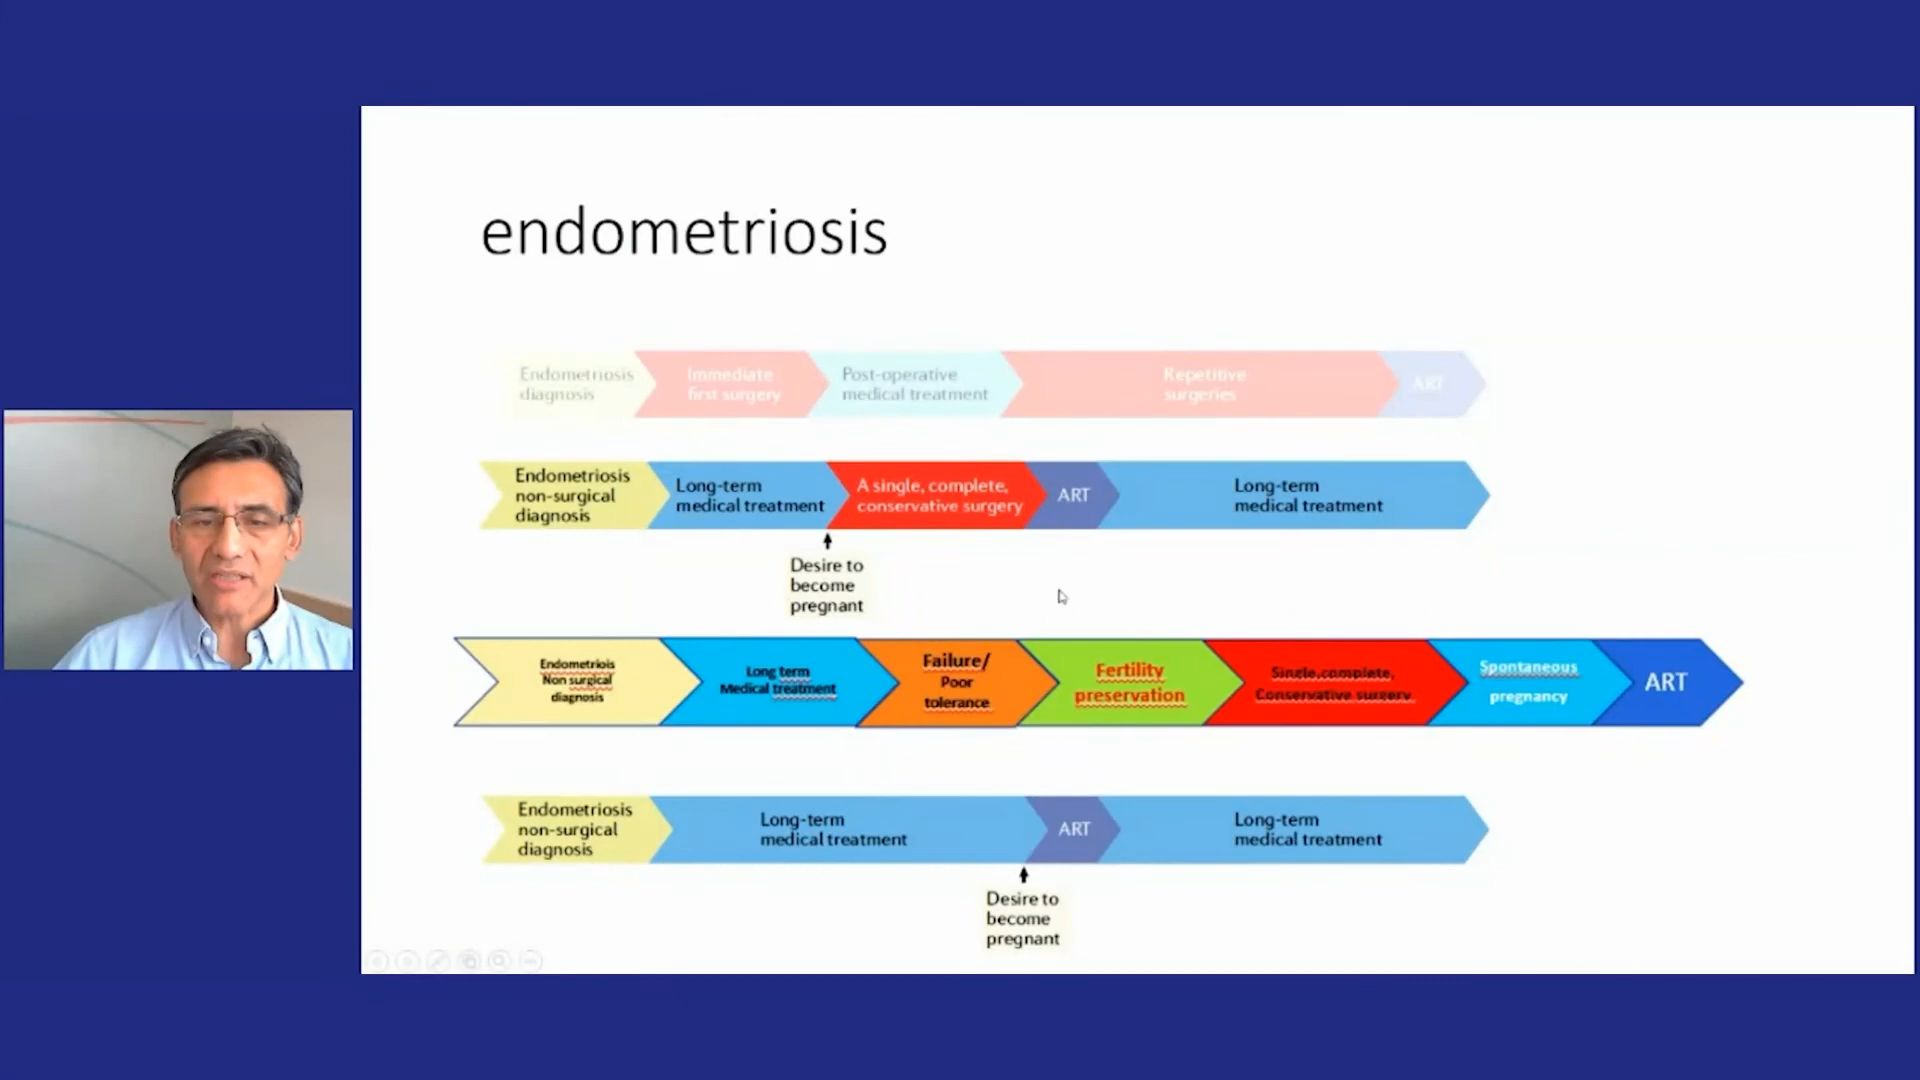 endometriosis
Endometriosis
diagnosis
Immediate
first surgery
Post-operative
medical treatment
Repetitive
surgeries
ART
Endometriosis
non-surgical
diagnosis
Long-term
medical treatment
A single, complete,
conservative surgery
ART
Long-term
medical treatment
Desire to
become
pregnant
Endometriois
Non surgical
diagnosis
Long term
Medical treatment
Failure/
Poor
tolerance
Fertility
preservation
Single,complete,
Conservative surgery
Spontaneous
pregnancy
ART
Endometriosis
non-surgical
diagnosis
Long-term
medical treatment
ART
Long-term
medical treatment
Desire to
become
pregnant